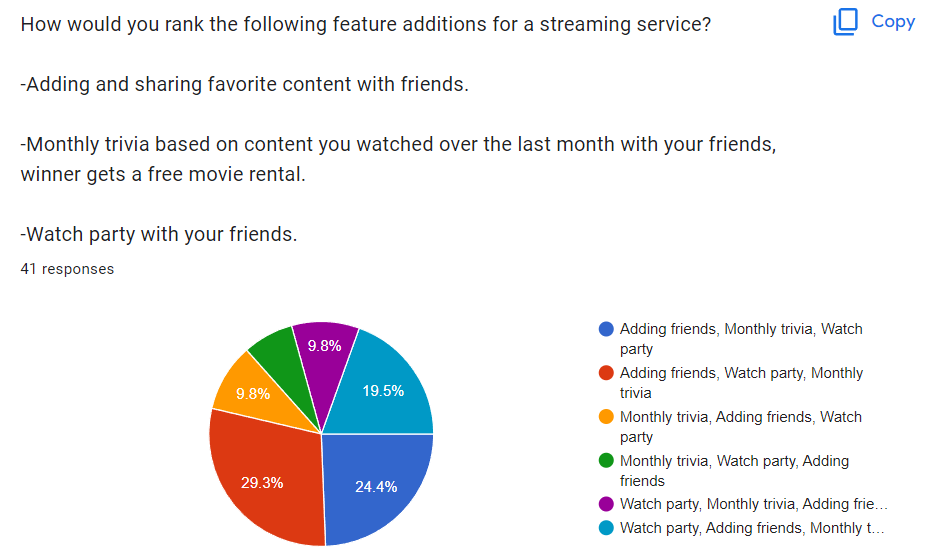 How would you rank the following feature additions for a streaming service?
Copy
-Adding and sharing favorite content with friends.
-Monthly trivia based on content you watched over the last month with your friends,
winner gets a free movie rental.
-Watch party with your friends.
41 responses
9.8%
19.5%
9.8%
29.3%
24.4%
Adding friends, Monthly trivia, Watch
party
Adding friends, Watch party, Monthly
trivia
Monthly trivia, Adding friends, Watch
party
Monthly trivia, Watch party, Adding
friends
Watch party, Monthly trivia, Adding frie...
Watch party, Adding friends, Monthly t...